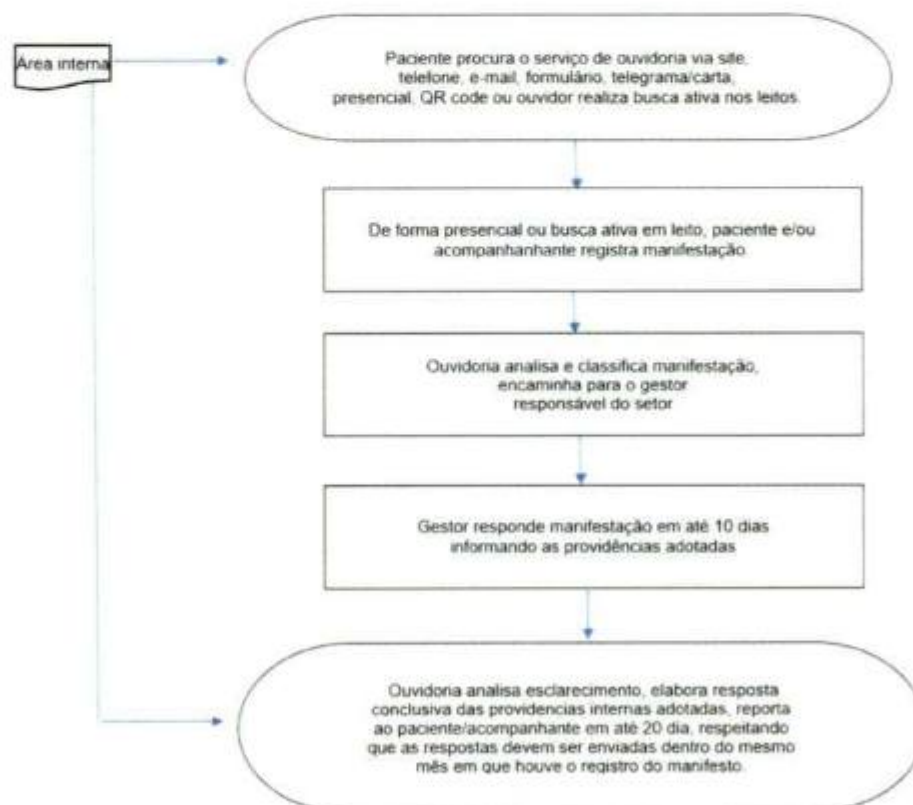 Área interna
Paciente procura o serviço de ouvidoria via site,
telefone, e-mail, formulário, telegrama/carta,
presencial, QR code ou ouvidor realiza busca ativa nos leitos.
De forma presencial ou busca ativa em leito, paciente e/ou
acompanhanhante registra manifestação
Ouvidoria analisa e classifica manifestação,
encaminha para o gestor
responsável do setor
Gestor responde manifestação em até 10 dias
informando as providências adotadas
Ouvidoria analisa esclarecimento, elabora resposta
conclusiva das providencias internas adotadas, reporta
ao paciente/acompanhante em até 20 dia, respeitando
que as respostas devem ser enviadas dentro do mesmo
mês em que houve o registro do manifesto.